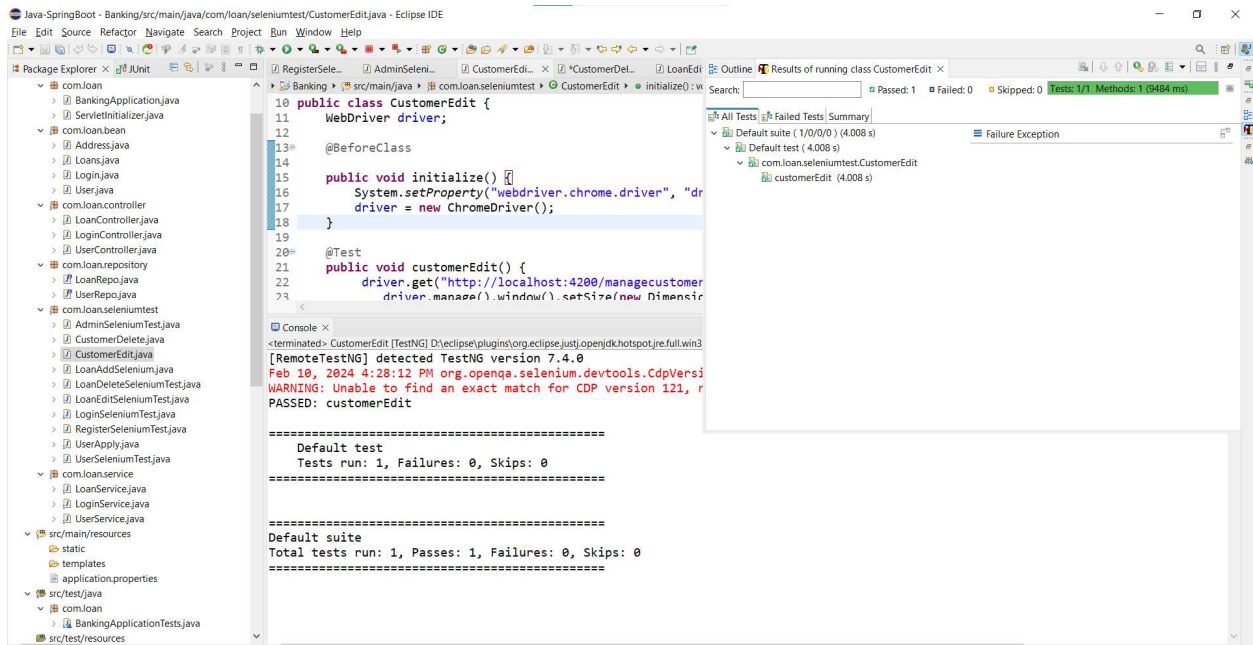 Java-SpringBoot - Banking/src/main/java/com/loan/seleniumtest/CustomerEdit.java - Eclipse IDE
File Edit Source Refactor Navigate Search Project Run Window Help
Package Explorer × JUnit
com.loan
BankingApplication.java
ServletInitializer.java
com.loan.bean
Address.java
Loans.java
Login.java
User.java
com.loan.controller
LoanController.java
LoginController.java
UserController.java
com.loan.repository
LoanRepo.java
UserRepo.java
com.loan.seleniumtest
AdminSeleniumTest.java
CustomerDelete.java
CustomerEdit.java
LoanAddSelenium.java
LoanDeleteSeleniumTest.java
LoanEditSeleniumTest.java
LoginSeleniumTest.java
RegisterSeleniumTest.java
UserApply.java
UserSeleniumTest.java
com.loan.service
LoanService.java
LoginService.java
UserService.java
src/main/resources
static
templates
application.properties
src/test/java
com.loan
BankingApplicationTests.java
src/test/resources
RegisterSele... AdminSeleni... CustomerEdi... × *CustomerDel... LoanEdi
Banking src/main/java com.loan.seleniumtest CustomerEdit initialize() : vo
10 public class CustomerEdit {
11 WebDriver driver;
12
13 @BeforeClass
14
15 public void initialize() {
16 System.setProperty("webdriver.chrome.driver", "dr
17 driver = new ChromeDriver();
18 }
19
20 @Test
21 public void customerEdit() {
22 driver.get("http://localhost:4200/managecustomer
23 driver.manage().window().setSize(new Dimensio
Console ×
<terminated> CustomerEdit [TestNG] D:\eclipse\plugins\org.eclipse.justj.openjdk.hotspot.jre.full.win3
[RemoteTestNG] detected TestNG version 7.4.0
Feb 10, 2024 4:28:12 PM org.openqa.selenium.devtools.CdpVersi
WARNING: Unable to find an exact match for CDP version 121, r
PASSED: customerEdit
===============================================
Default test
Tests run: 1, Failures: 0, Skips: 0
===============================================
===============================================
Default suite
Total tests run: 1, Passes: 1, Failures: 0, Skips: 0
===============================================
Outline Results of running class CustomerEdit ×
Search: Passed: 1 Failed: 0 Skipped: 0 Tests: 1/1 Methods: 1 (9484 ms)
All Tests Failed Tests Summary
Default suite ( 1/0/0/0 ) (4.008 s)
Default test ( 4.008 s)
com.loan.seleniumtest.CustomerEdit
customerEdit (4.008 s)
Failure Exception